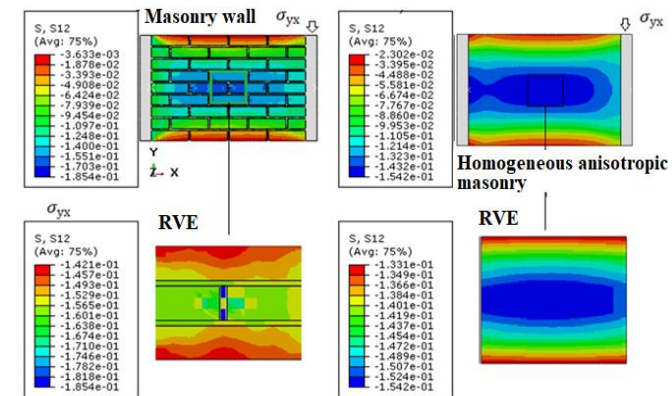 S, S12
(Avg: 75%)
-3.633e-03
-1.878e-02
-3.393e-02
-4.908e-02
-6.424e-02
-7.939e-02
-9.454e-02
-1.097e-01
-1.248e-01
-1.400e-01
-1.551e-01
-1.703e-01
-1.854e-01
Masonry wall
σyx
Y
Z X
S, S12
(Avg: 75%)
-2.302e-02
-3.395e-02
-4.488e-02
-5.581e-02
-6.674e-02
-7.767e-02
-8.860e-02
-9.953e-02
-1.105e-01
-1.214e-01
-1.323e-01
-1.432e-01
-1.542e-01
σyx
Homogeneous anisotropic
masonry
σyx
S, S12
(Avg: 75%)
-1.421e-01
-1.457e-01
-1.493e-01
-1.529e-01
-1.565e-01
-1.601e-01
-1.638e-01
-1.674e-01
-1.710e-01
-1.746e-01
-1.782e-01
-1.818e-01
-1.854e-01
RVE
S, S12
(Avg: 75%)
-1.331e-01
-1.349e-01
-1.366e-01
-1.384e-01
-1.401e-01
-1.419e-01
-1.437e-01
-1.454e-01
-1.472e-01
-1.489e-01
-1.507e-01
-1.524e-01
-1.542e-01
RVE